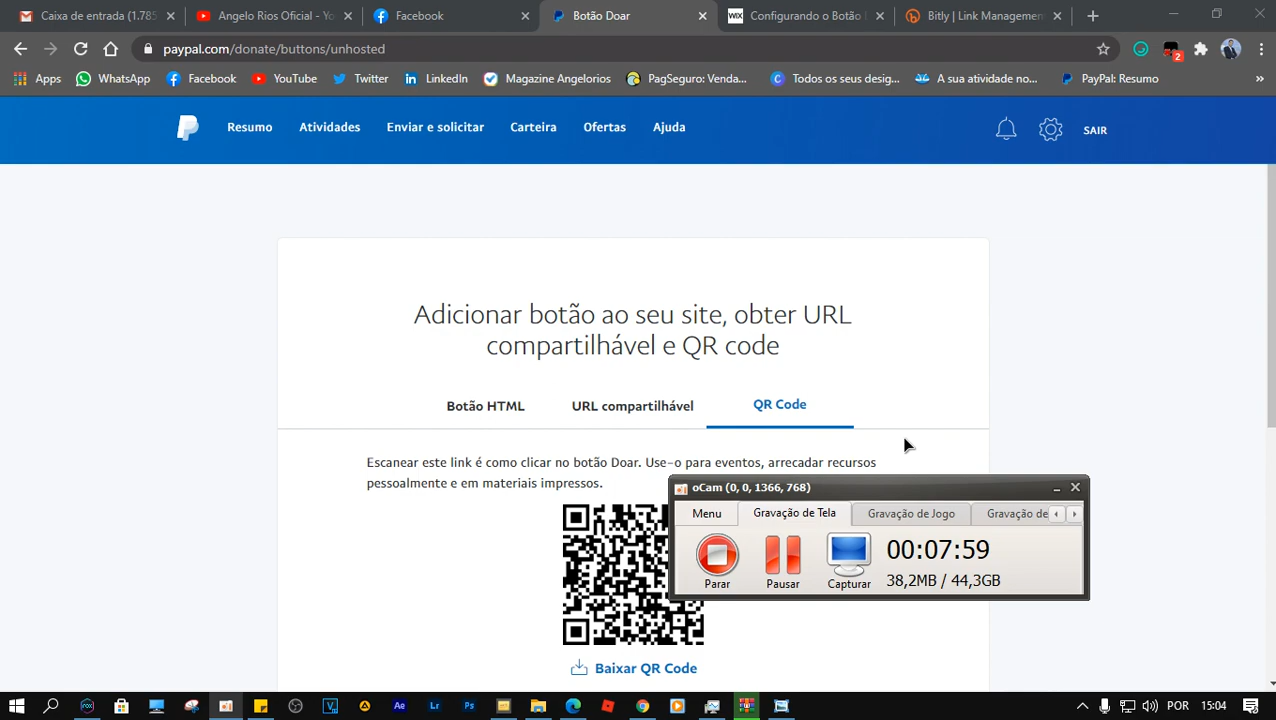 Caixa de entrada (1.785
Angelo Rios Oficial - Yo
Facebook
Botão Doar
WIX Configurando o Botão
Bitly | Link Managemen
paypal.com/donate/buttons/unhosted
2
Apps WhatsApp Facebook YouTube Twitter LinkedIn Magazine Angelorios PagSeguro: Venda... Todos os seus desig... A sua atividade no... PayPal: Resumo »
Resumo Atividades Enviar e solicitar Carteira Ofertas Ajuda SAIR
Adicionar botão ao seu site, obter URL
compartilhável e QR code
Botão HTML URL compartilhável QR Code
Escanear este link é como clicar no botão Doar. Use-o para eventos, arrecadar recursos
pessoalmente e em materiais impressos.
oCam (0, 0, 1366, 768)
Menu Gravação de Tela Gravação de Jogo Gravação de
00:07:59
38,2MB / 44,3GB
Parar Pausar Capturar
Baixar QR Code
Ae Lr Ps POR 15:04